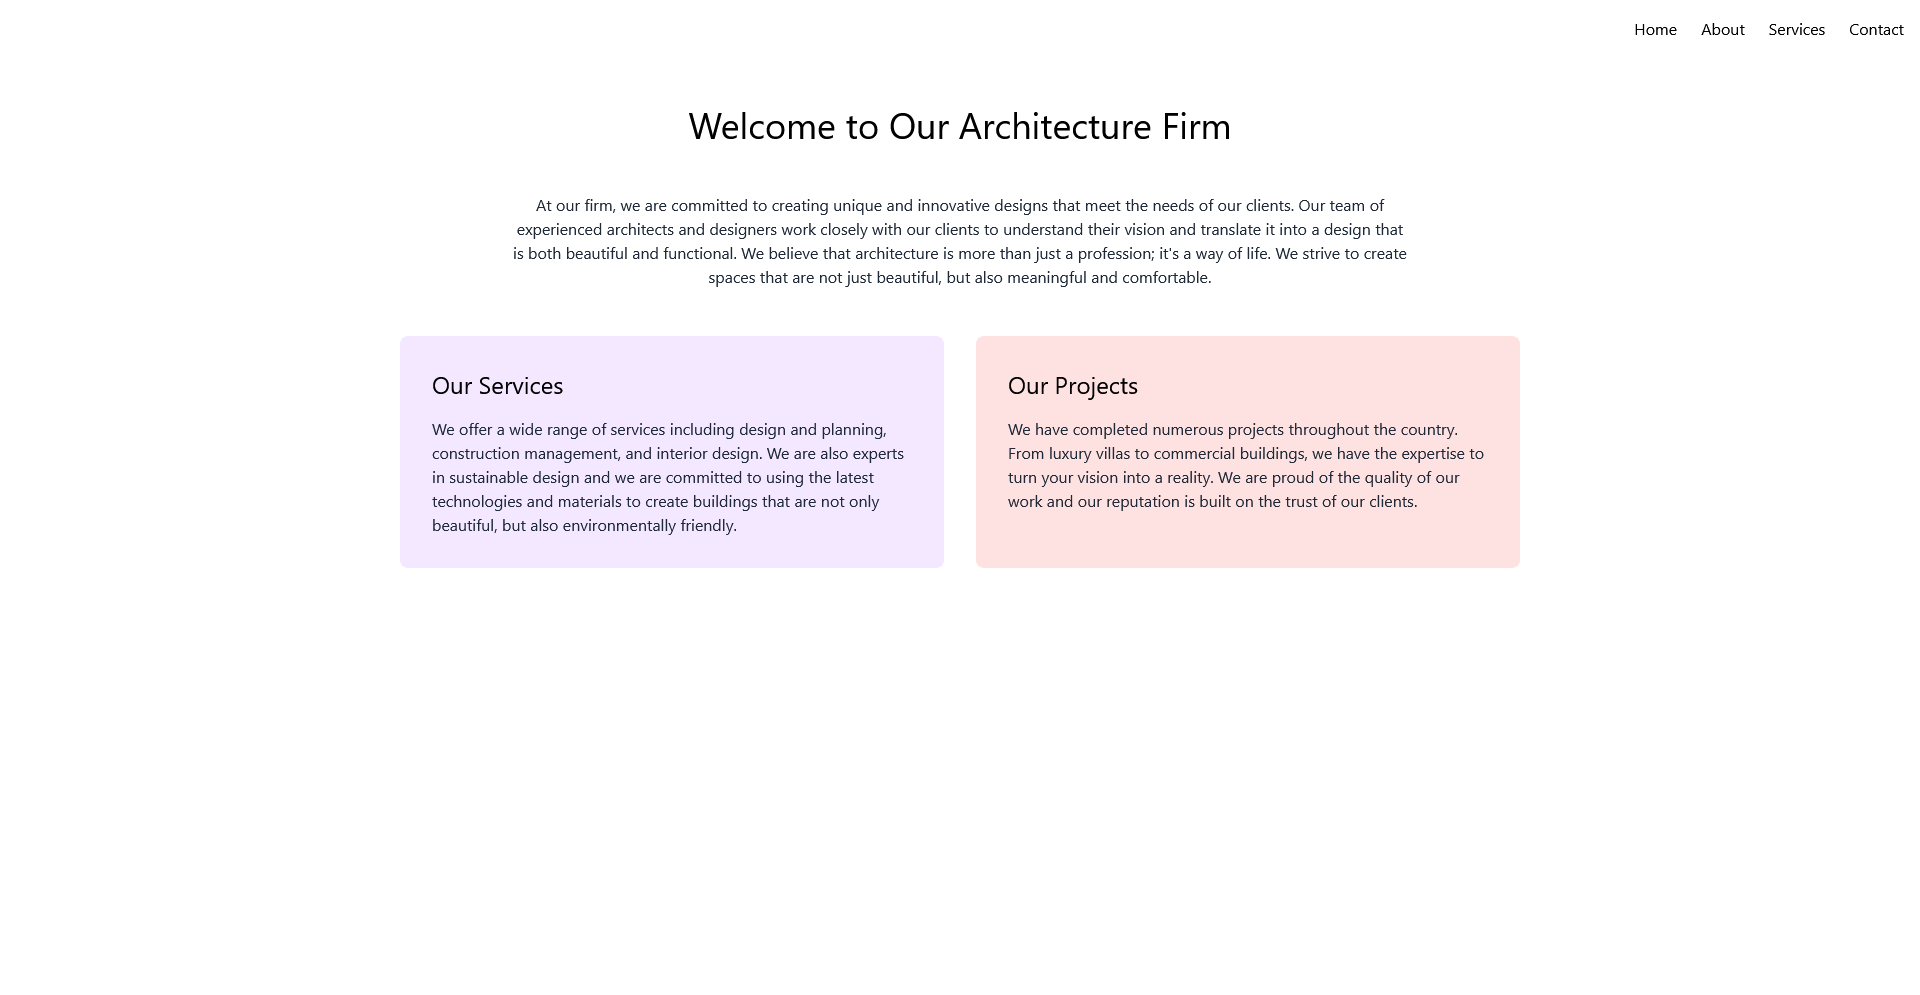 Home About Services Contact
Welcome to Our Architecture Firm
At our firm, we are committed to creating unique and innovative designs that meet the needs of our clients. Our team of
experienced architects and designers work closely with our clients to understand their vision and translate it into a design that
is both beautiful and functional. We believe that architecture is more than just a profession; it's a way of life. We strive to create
spaces that are not just beautiful, but also meaningful and comfortable.
Our Services
We offer a wide range of services including design and planning,
construction management, and interior design. We are also experts
in sustainable design and we are committed to using the latest
technologies and materials to create buildings that are not only
beautiful, but also environmentally friendly.
Our Projects
We have completed numerous projects throughout the country.
From luxury villas to commercial buildings, we have the expertise to
turn your vision into a reality. We are proud of the quality of our
work and our reputation is built on the trust of our clients.